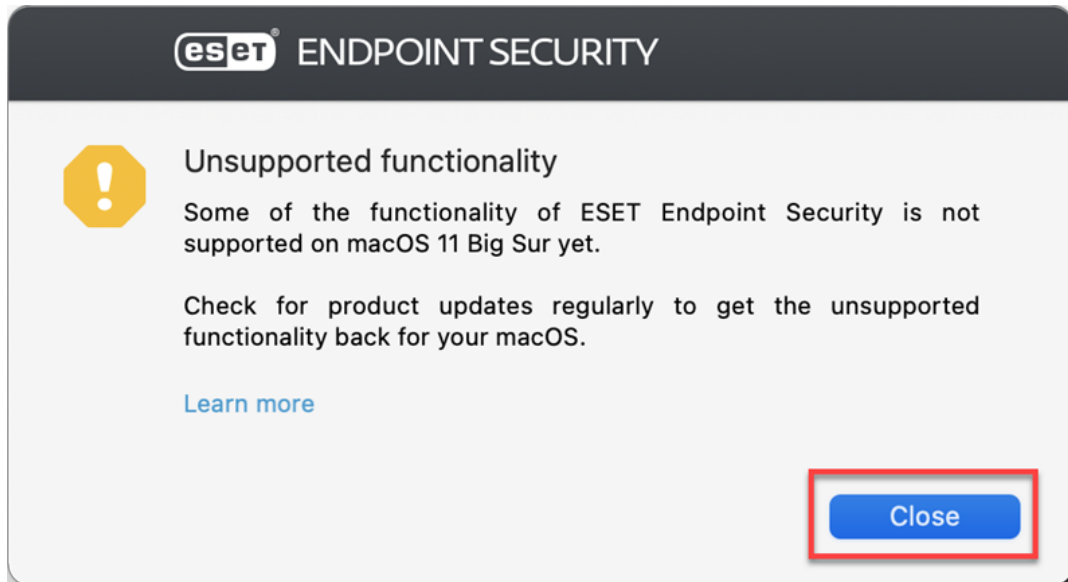 eset® ENDPOINT SECURITY
Unsupported functionality
Some of the functionality of ESET Endpoint Security is not
supported on macOS 11 Big Sur yet.
Check for product updates regularly to get the unsupported
functionality back for your macOS.
Learn more
Close